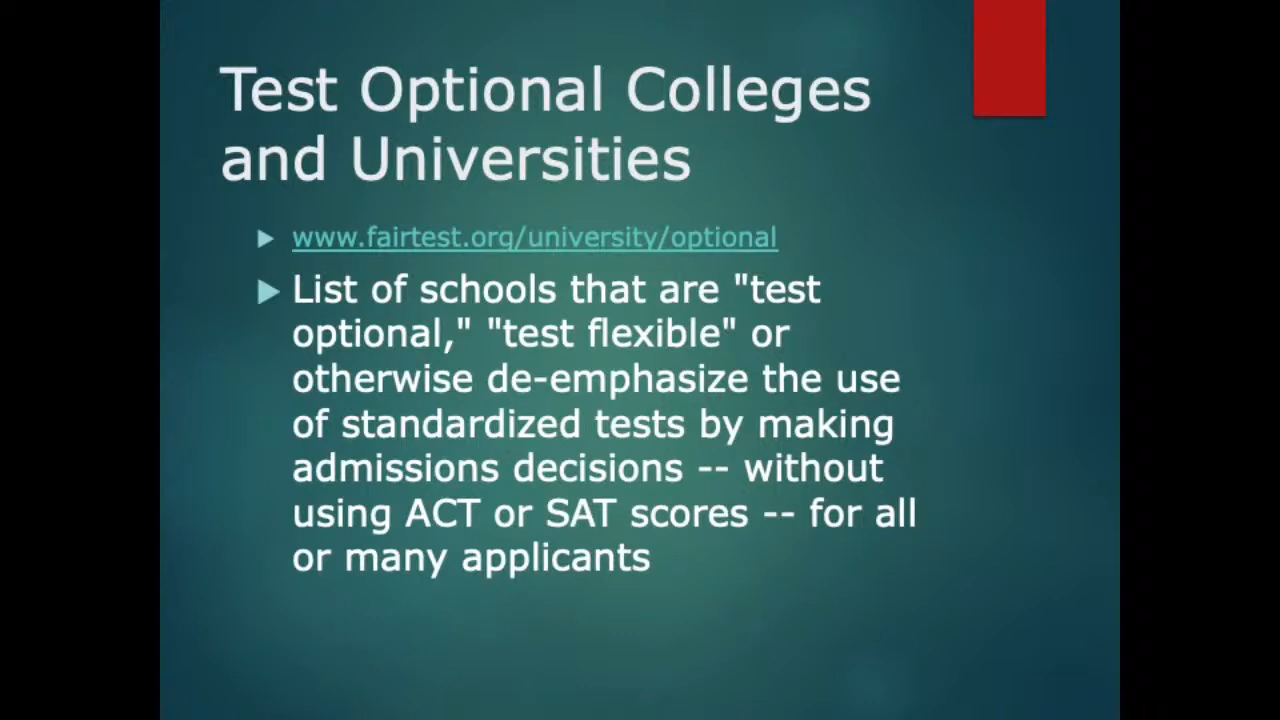 Test Optional Colleges
and Universities
www.fairtest.org/university/optional
List of schools that are "test
optional," "test flexible" or
otherwise de-emphasize the use
of standardized tests by making
admissions decisions -- without
using ACT or SAT scores -- for all
or many applicants